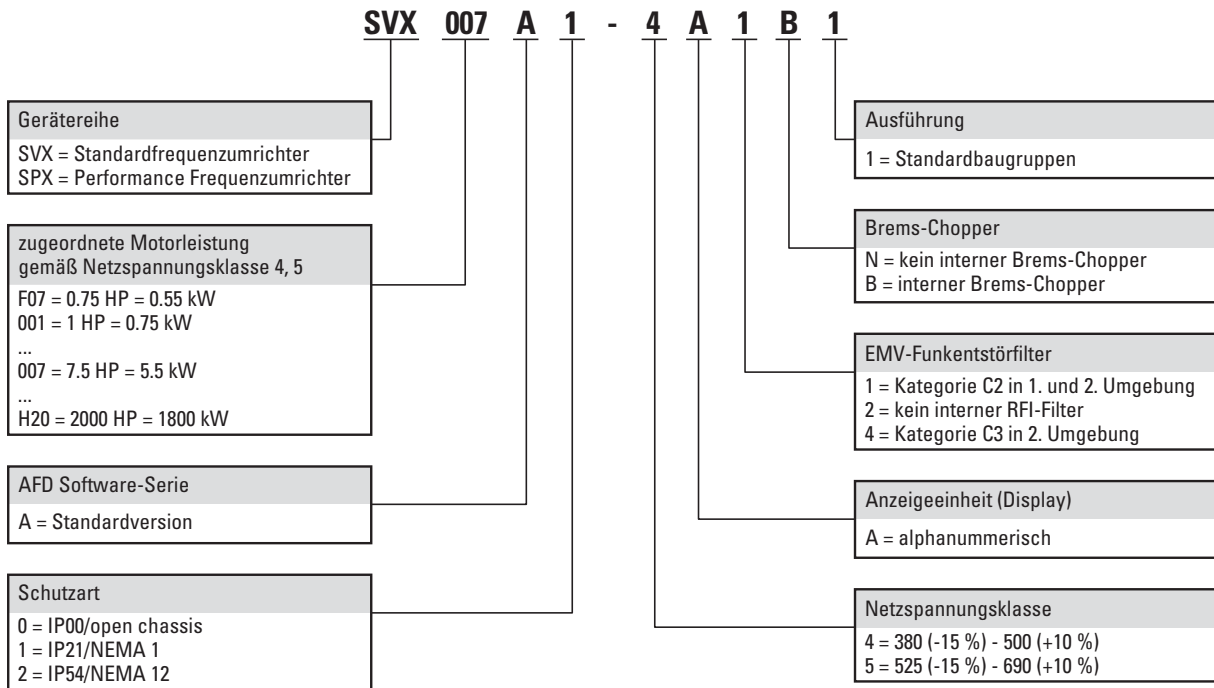 SVX 007 A 1 - 4 A 1 B 1
Gerätereihe
SVX = Standardfrequenzumrichter
SPX = Performance Frequenzumrichter
zugeordnete Motorleistung
gemäß Netzspannungsklasse 4, 5
F07 = 0.75 HP = 0.55 kW
001 = 1 HP = 0.75 kW
...
007 = 7.5 HP = 5.5 kW
...
H20 = 2000 HP = 1800 kW
AFD Software-Serie
A = Standardversion
Schutzart
0 = IP00/open chassis
1 = IP21/NEMA 1
2 = IP54/NEMA 12
Ausführung
1 = Standardbaugruppen
Brems-Chopper
N = kein interner Brems-Chopper
B = interner Brems-Chopper
EMV-Funkentstörfilter
1 = Kategorie C2 in 1. und 2. Umgebung
2 = kein interner RFI-Filter
4 = Kategorie C3 in 2. Umgebung
Anzeigeeinheit (Display)
A = alphanummerisch
Netzspannungsklasse
4 = 380 (-15 %) - 500 (+10 %)
5 = 525 (-15 %) - 690 (+10 %)